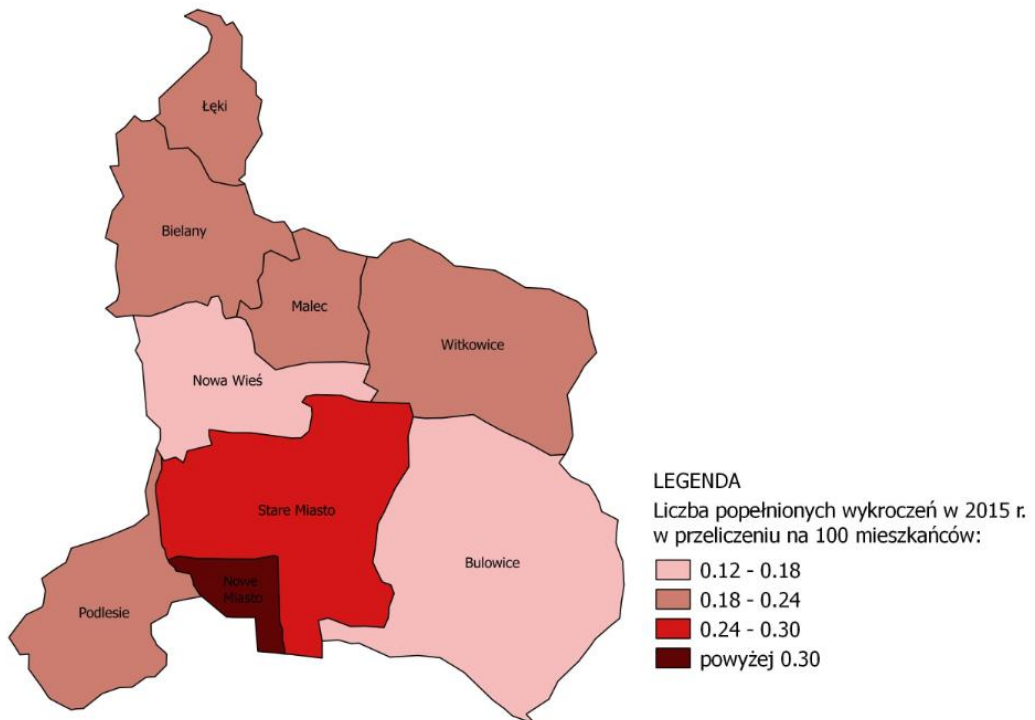 Łęki
Bielany
Malec
Witkowice
Nowa Wieś
Stare Miasto
Bulowice
Nowe
Miasto
Podlesie
LEGENDA
Liczba popełnionych wykroczeń w 2015 r.
w przeliczeniu na 100 mieszkańców:
0.12 - 0.18
0.18 - 0.24
0.24 - 0.30
powyżej 0.30